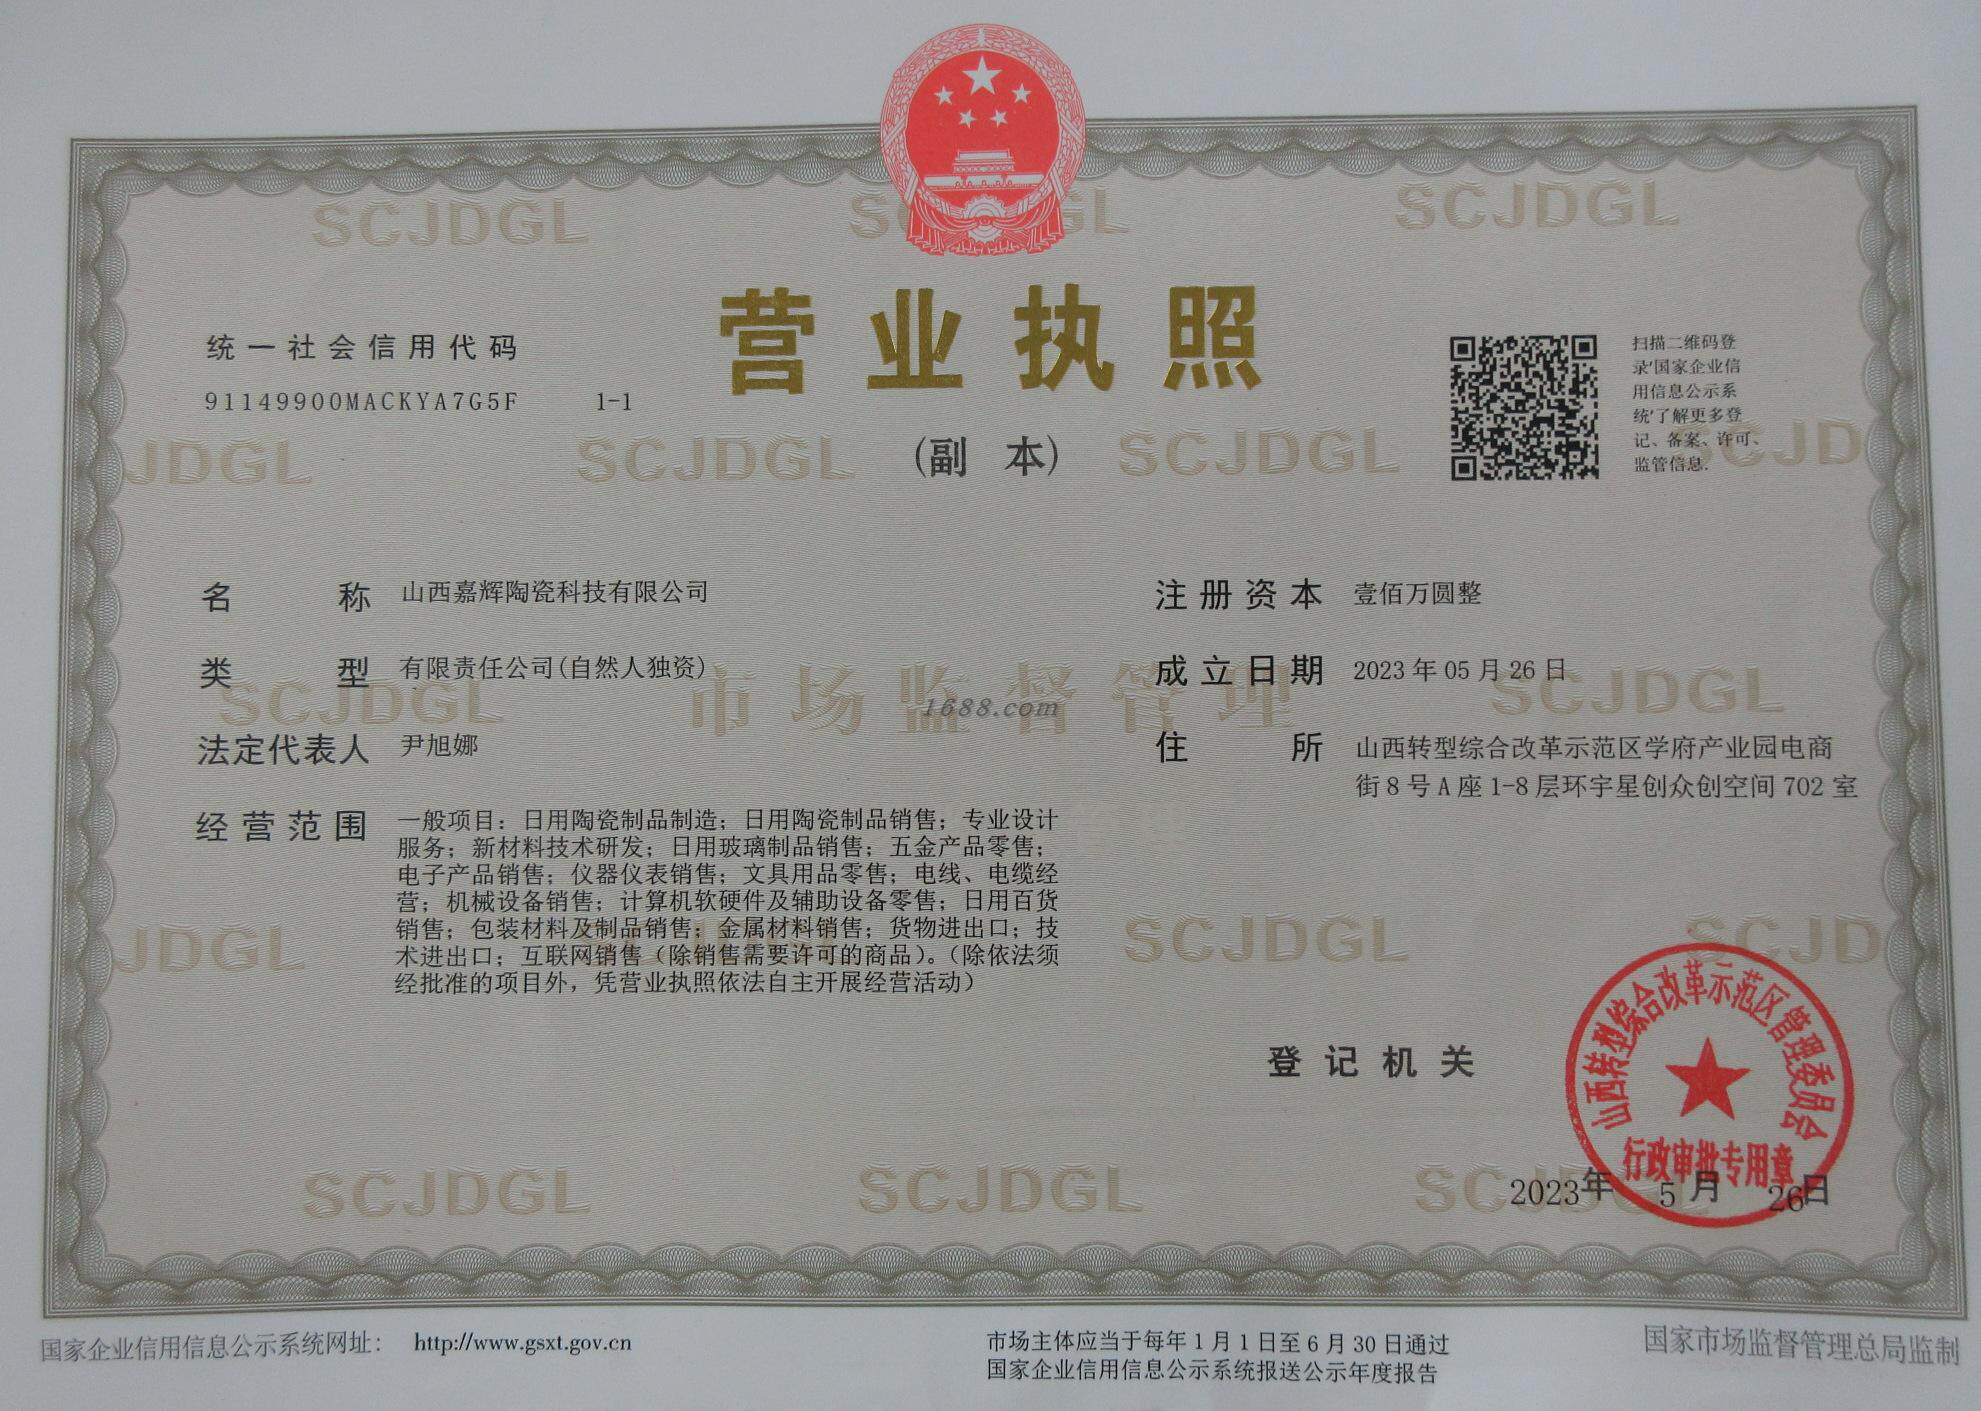 营业执照
(副 本)
统一社会信用代码
91149900MACKYA7G5F 1-1
扫描二维码登
录'国家企业信
用信息公示系
统'了解更多登
记、备案、许可、
监管信息.
名称 山西嘉辉陶瓷科技有限公司
类型 有限责任公司(自然人独资)
法定代表人 尹旭娜
经营范围 一般项目：日用陶瓷制品制造；日用陶瓷制品销售；专业设计
服务；新材料技术研发；日用玻璃制品销售；五金产品零售；
电子产品销售；仪器仪表销售；文具用品零售；电线、电缆经
营；机械设备销售；计算机软硬件及辅助设备零售；日用百货
销售；包装材料及制品销售；金属材料销售；货物进出口；技
术进出口；互联网销售（除销售需要许可的商品）。（除依法须
经批准的项目外，凭营业执照依法自主开展经营活动）
注册资本 壹佰万圆整
成立日期 2023年05月26日
住所 山西转型综合改革示范区学府产业园电商
街8号A座1-8层环宇星创众创空间702室
SCJDGL
SCJDGL
JDGL
SCJDGL
SCJDGL
SCJD
SCJDGL
市场监督管理
SCJDGL
1688.com
JDGL
SCJDGL
SCJD
SCJDGL
SCJDGL
登记机关
山西转型综合改革示范区管理委员会
行政审批专用章
2023年 5月 26日
国家企业信用信息公示系统网址： http://www.gsxt.gov.cn
市场主体应当于每年1月1日至6月30日通过
国家企业信用信息公示系统报送公示年度报告
国家市场监督管理总局监制